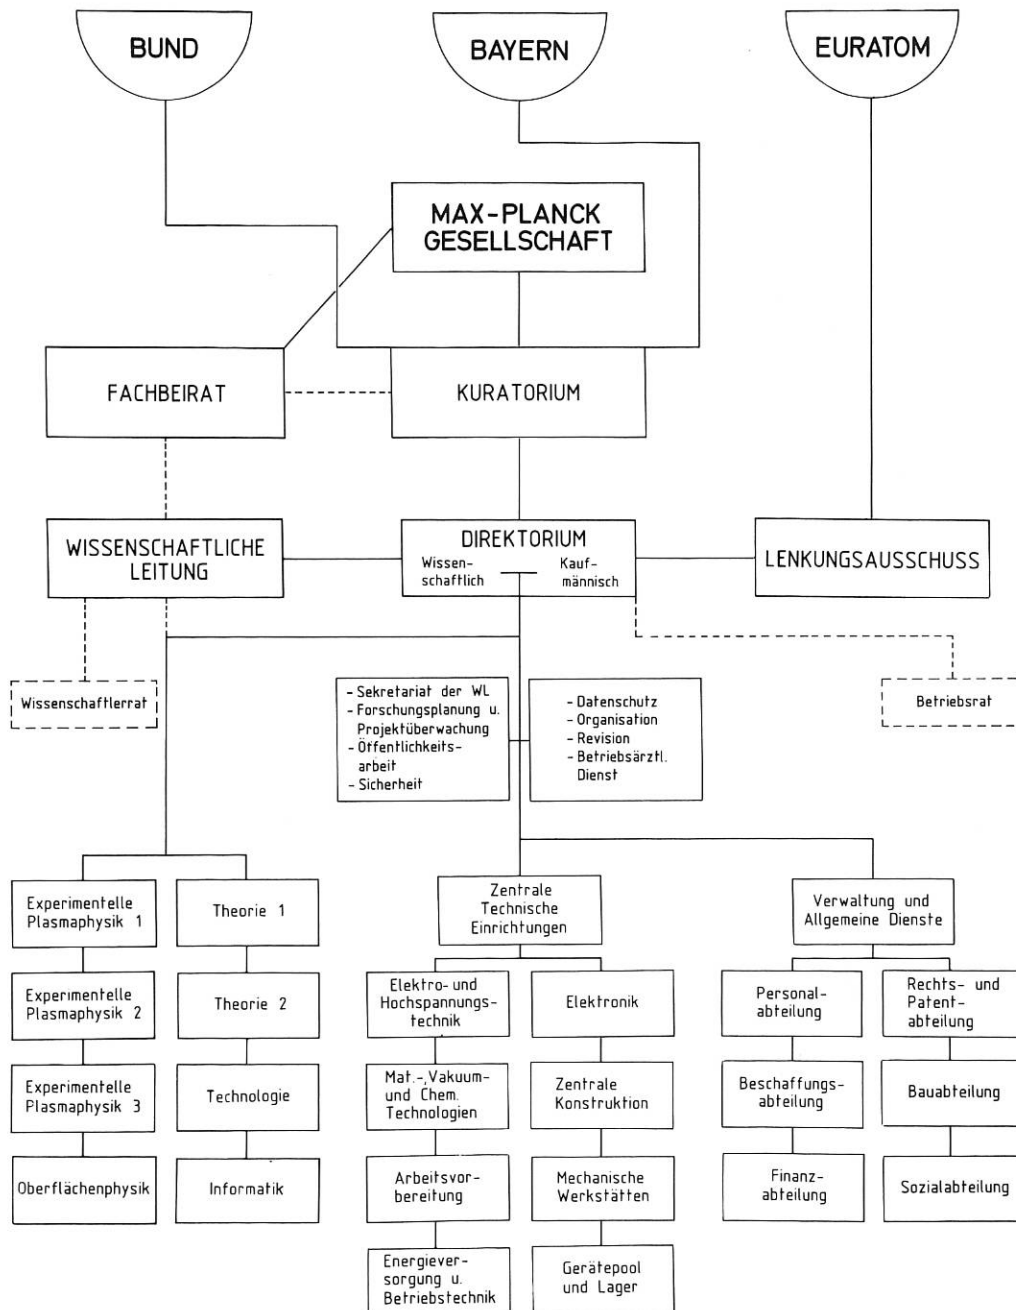 BUND
BAYERN
EURATOM
MAX-PLANCK
GESELLSCHAFT
FACHBEIRAT
KURATORIUM
WISSENSCHAFTLICHE
LEITUNG
DIREKTORIUM
Wissen-
schaftlich
Kauf-
männisch
LENKUNGSAUSSCHUSS
Wissenschaftlerrat
- Sekretariat der WL
- Forschungsplanung u.
Projektüberwachung
- Öffentlichkeits-
arbeit
- Sicherheit
- Datenschutz
- Organisation
- Revision
- Betriebsärztl.
Dienst
Betriebsrat
Experimentelle
Plasmaphysik 1
Theorie 1
Zentrale
Technische
Einrichtungen
Verwaltung und
Allgemeine Dienste
Experimentelle
Plasmaphysik 2
Theorie 2
Elektro- und
Hochspannungs-
technik
Elektronik
Personal-
abteilung
Rechts- und
Patent-
abteilung
Experimentelle
Plasmaphysik 3
Technologie
Mat.-, Vakuum-
und Chem.
Technologien
Zentrale
Konstruktion
Beschaffungs-
abteilung
Bauabteilung
Oberflächenphysik
Informatik
Arbeitsvor-
bereitung
Mechanische
Werkstätten
Finanz-
abteilung
Sozialabteilung
Energiever-
sorgung u.
Betriebstechnik
Gerätepool
und Lager